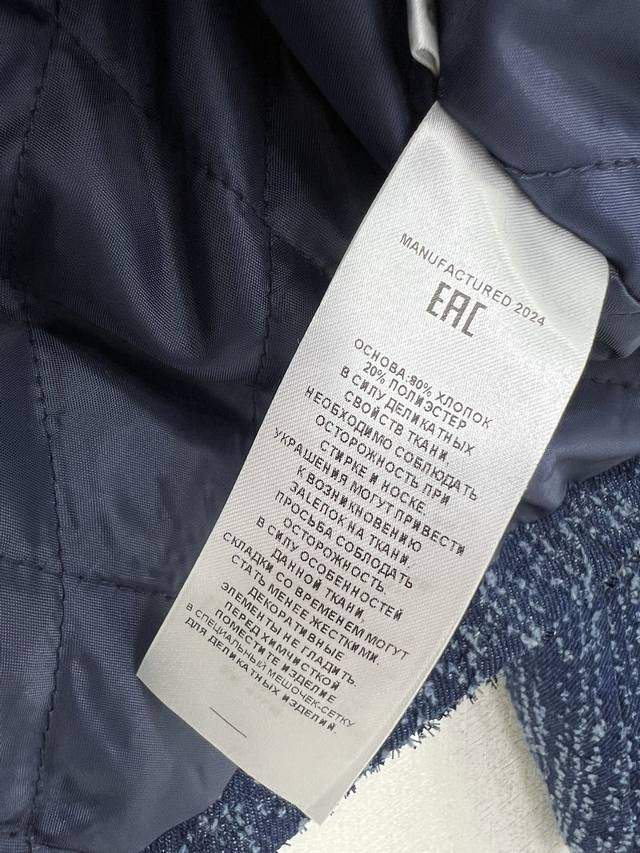 MANUFACTURED 2024
EAC
ОСНОВА:80% ХЛОПОК
20% ПОЛИЭСТЕР
В СИЛУ ДЕЛИКАТНЫХ
СВОЙСТВ ТКАНИ,
НЕОБХОДИМО СОБЛЮДАТЬ
ОСТОРОЖНОСТЬ ПРИ
СТИРКЕ И НОСКЕ.
УКРАШЕНИЯ МОГУТ ПРИВЕСТИ
К ВОЗНИКНОВЕНИЮ
ЗАLЕПОК НА ТКАНИ.
ПРОСЬБА СОБЛОДАТЬ
ОСТОРОЖНОСТЬ.
В СИЛУ ОСОБЕННОСТЕЙ
ДАННОЙ ТКАНИ,
СКЛАДКИ СО ВРЕМЕНЕМ МОГУТ
СТАТЬ МЕНЕЕ ЖЕСТКИМИ.
ДЕКОРАТИВНЫЕ
ЭЛЕМЕНТЫ НЕ ГЛАДИТЬ.
ПЕРЕД ХИМЧИСТКОЙ
ПОМЕСТИТЕ ИЗДЕЛИЕ
В СПЕЦИАЛЬНЫЙ МЕШОЧЕК-СЕТКУ
ДЛЯ ДЕЛИКАТНЫХ ИЗДЕЛИЙ.